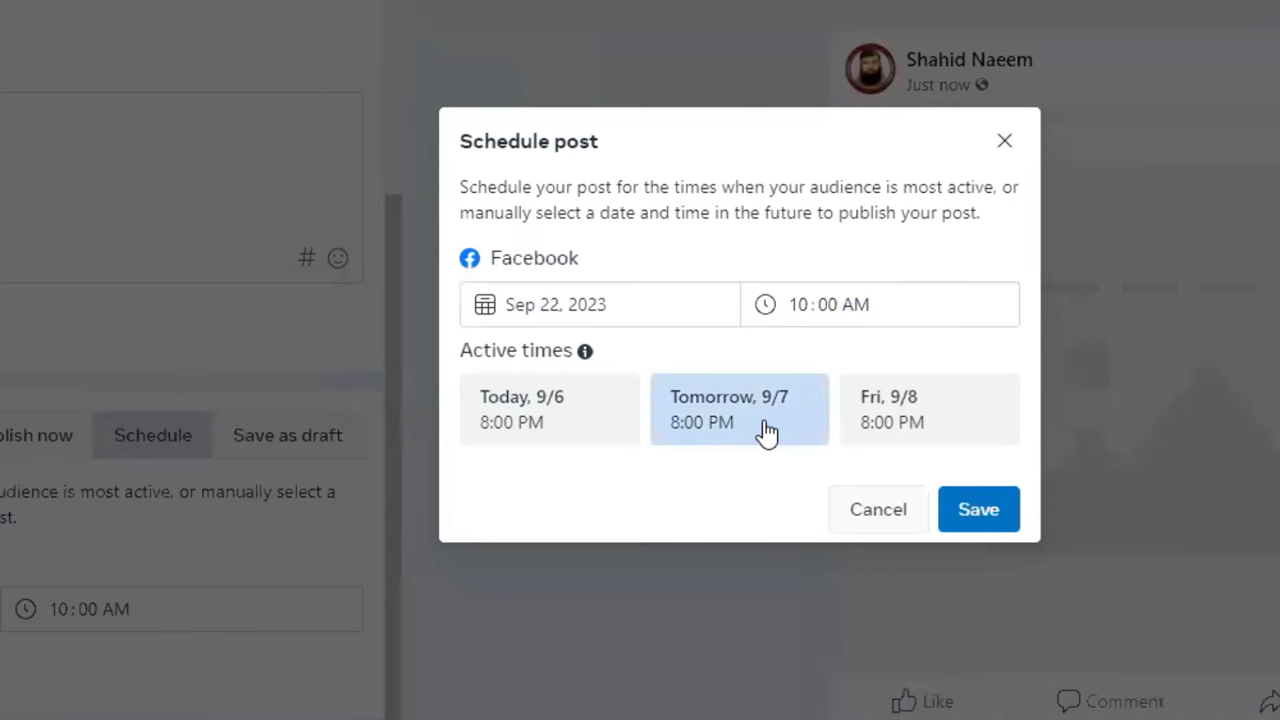 Shahid Naeem
Just now
Schedule post
Schedule your post for the times when your audience is most active, or
manually select a date and time in the future to publish your post.
#
Facebook
Sep 22, 2023
10:00 AM
Active times
Today, 9/6
8:00 PM
Tomorrow, 9/7
8:00 PM
Fri, 9/8
8:00 PM
blish now
Schedule
Save as draft
udience is most active, or manually select a
st.
Cancel
Save
10:00 AM
Like
Comment